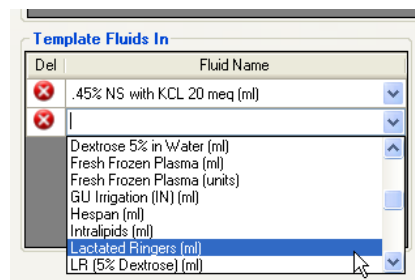 Template Fluids In
Del Fluid Name
.45% NS with KCL 20 meq (ml)
Dextrose 5% in Water (ml)
Fresh Frozen Plasma (ml)
Fresh Frozen Plasma (units)
GU Irrigation (IN) (ml)
Hespan (ml)
Intralipids (ml)
Lactated Ringers (ml)
LR (5% Dextrose) (ml)